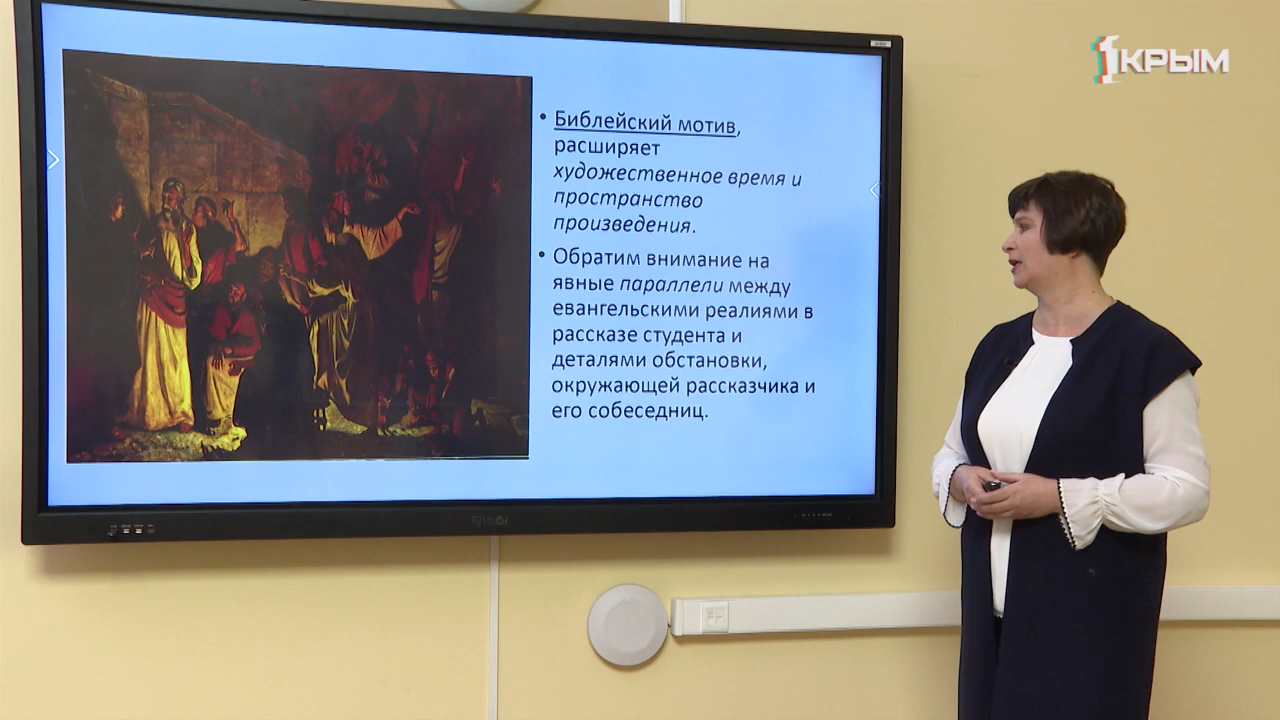 1КРЫМ
• Библейский мотив,
расширяет
художественное время и
пространство
произведения.
• Обратим внимание на
явные параллели между
евангельскими реалиями в
рассказе студента и
деталями обстановки,
окружающей рассказчика и
его собеседниц.